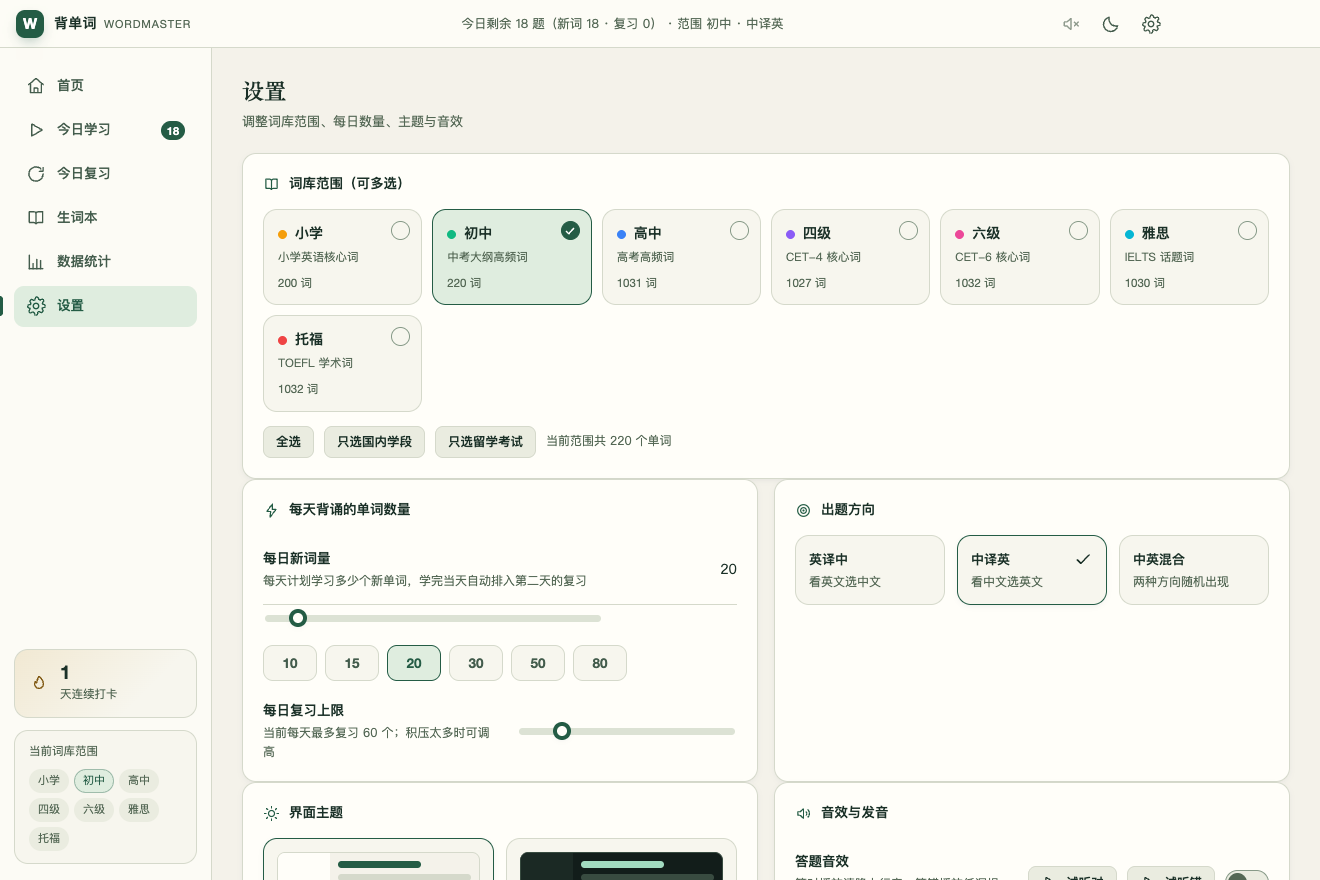 W 背单词 WORDMASTER
今日剩余 18 题（新词 18 · 复习 0） · 范围 初中 · 中译英
首页
今日学习 18
今日复习
生词本
数据统计
设置
1
天连续打卡
当前词库范围
小学 初中 高中
四级 六级 雅思
托福
设置
调整词库范围、每日数量、主题与音效
词库范围（可多选）
小学
小学英语核心词
200 词
初中
中考大纲高频词
220 词
高中
高考高频词
1031 词
四级
CET-4 核心词
1027 词
六级
CET-6 核心词
1032 词
雅思
IELTS 话题词
1030 词
托福
TOEFL 学术词
1032 词
全选 只选国内学段 只选留学考试 当前范围共 220 个单词
每天背诵的单词数量
每日新词量
每天计划学习多少个新单词，学完当天自动排入第二天的复习
20
10 15 20 30 50 80
每日复习上限
当前每天最多复习 60 个；积压太多时可调
高
出题方向
英译中
看英文选中文
中译英
看中文选英文
中英混合
两种方向随机出现
界面主题
音效与发音
答题音效